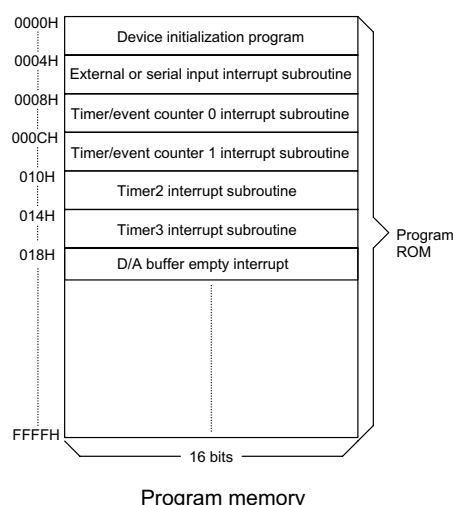 0000H
Device initialization program
0004H
External or serial input interrupt subroutine
0008H
Timer/event counter 0 interrupt subroutine
000CH
Timer/event counter 1 interrupt subroutine
010H
Timer2 interrupt subroutine
014H
Timer3 interrupt subroutine
018H
D/A buffer empty interrupt
Program
ROM
FFFFH
16 bits
Program memory